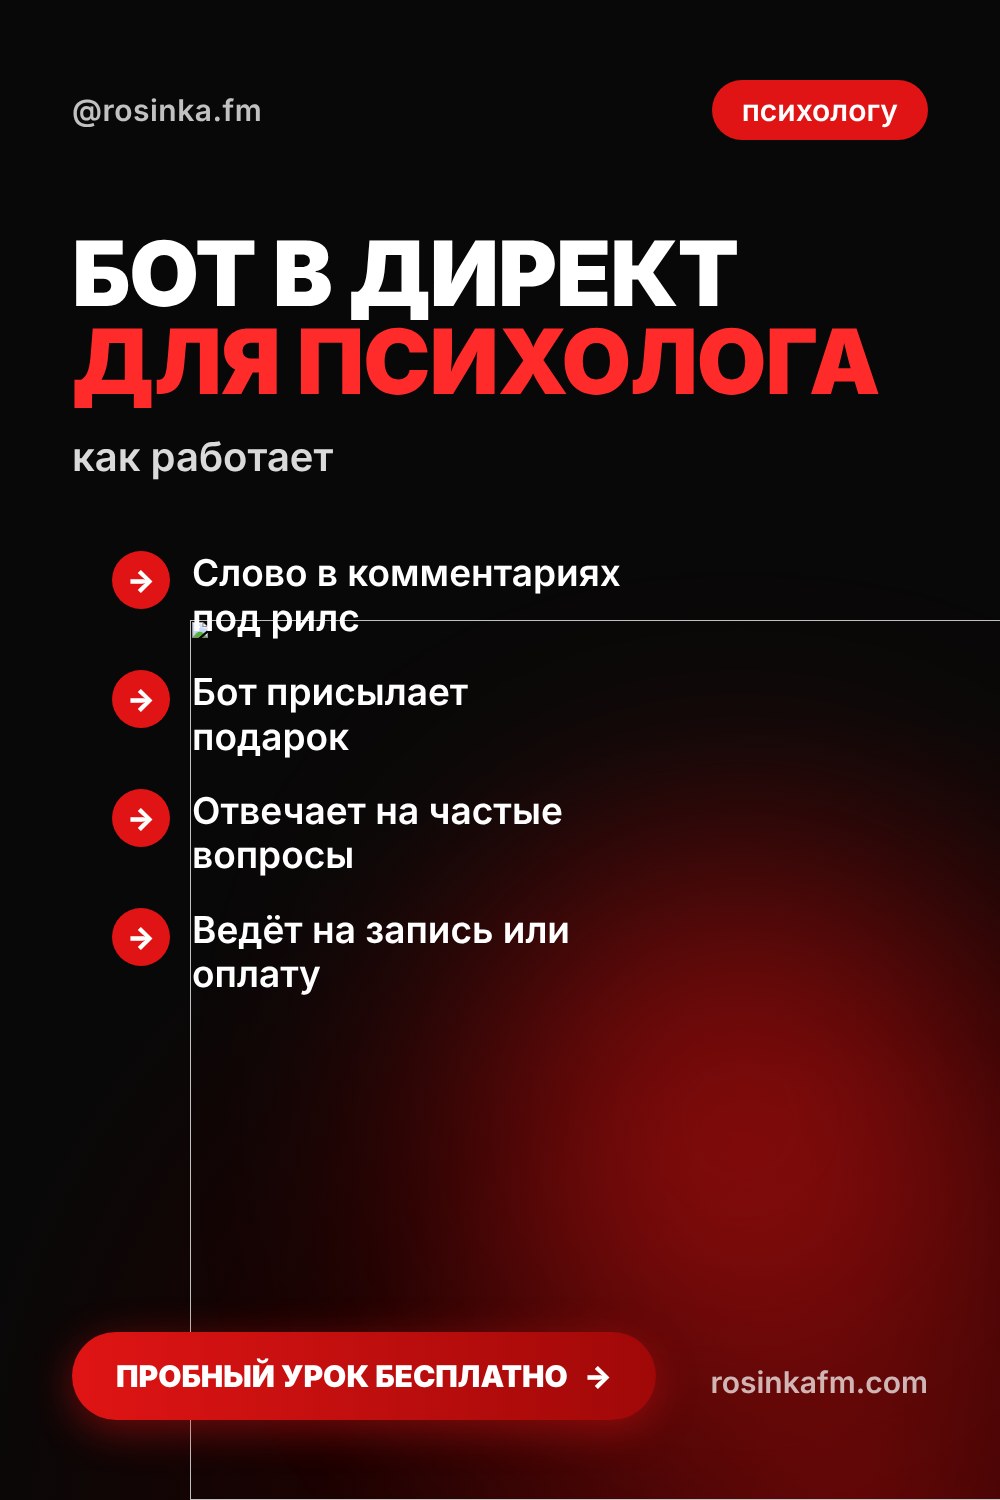 @rosinka.fm
психологу
БОТ В ДИРЕКТ
ДЛЯ ПСИХОЛОГА
как работает
Слово в комментариях
под рилс
Бот присылает
подарок
Отвечает на частые
вопросы
Ведёт на запись или
оплату
ПРОБНЫЙ УРОК БЕСПЛАТНО →
rosinkafm.com